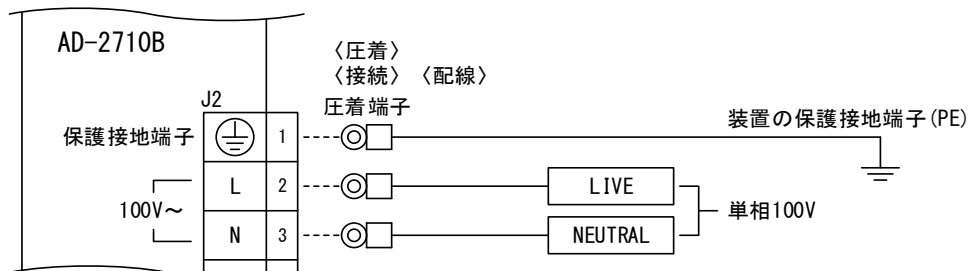 AD-2710B
〈圧着〉
〈接続〉〈配線〉
圧着端子
J2
保護接地端子 1
装置の保護接地端子(PE)
L 2 LIVE
100V～
単相100V
N 3 NEUTRAL